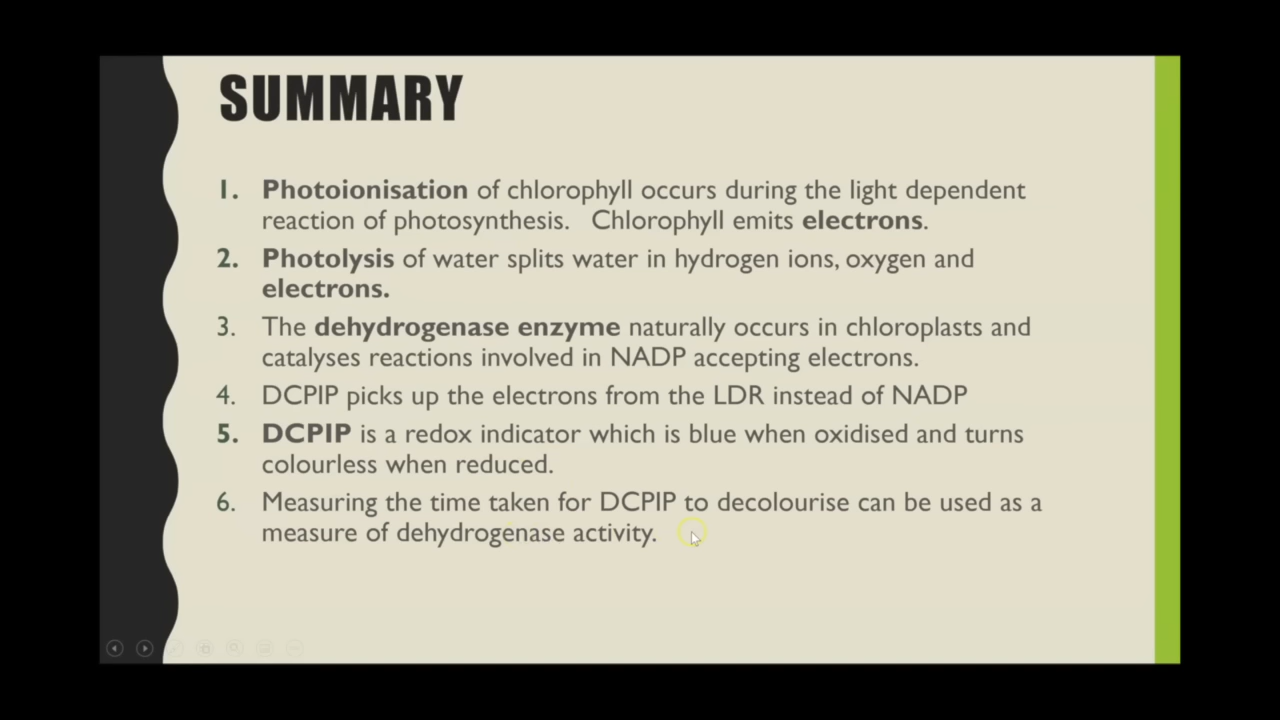 SUMMARY
1. Photoionisation of chlorophyll occurs during the light dependent
reaction of photosynthesis. Chlorophyll emits electrons.
2. Photolysis of water splits water in hydrogen ions, oxygen and
electrons.
3. The dehydrogenase enzyme naturally occurs in chloroplasts and
catalyses reactions involved in NADP accepting electrons.
4. DCPIP picks up the electrons from the LDR instead of NADP
5. DCPIP is a redox indicator which is blue when oxidised and turns
colourless when reduced.
6. Measuring the time taken for DCPIP to decolourise can be used as a
measure of dehydrogenase activity.